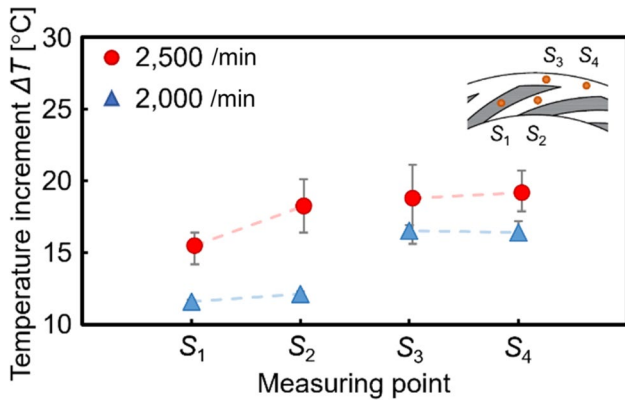 Temperature increment ΔT [°C]
30
25
20
15
10
2,500 /min
2,000 /min
S3 S4
S1 S2
S1 S2 S3 S4
Measuring point